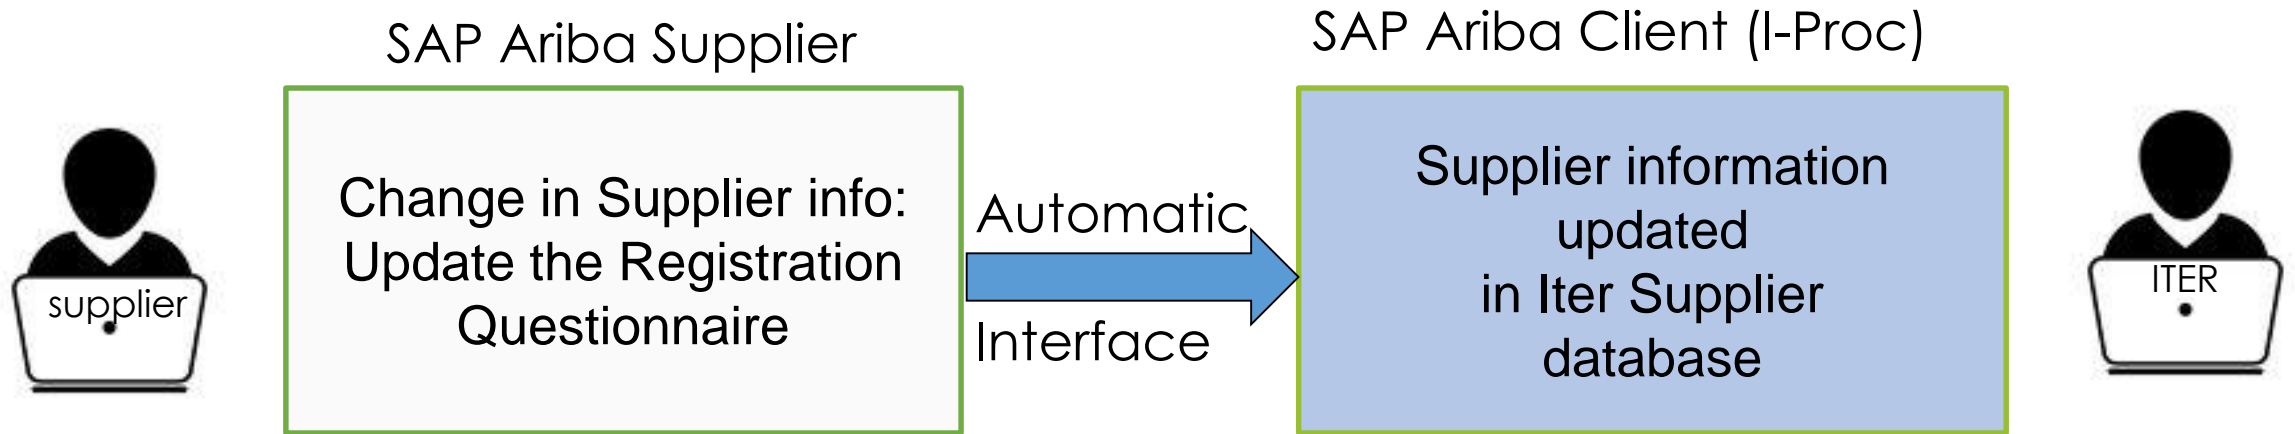 SAP Ariba Supplier
SAP Ariba Client (I-Proc)
supplier
Change in Supplier info:
Update the Registration
Questionnaire
Automatic
Interface
Supplier information
updated
in Iter Supplier
database
ITER